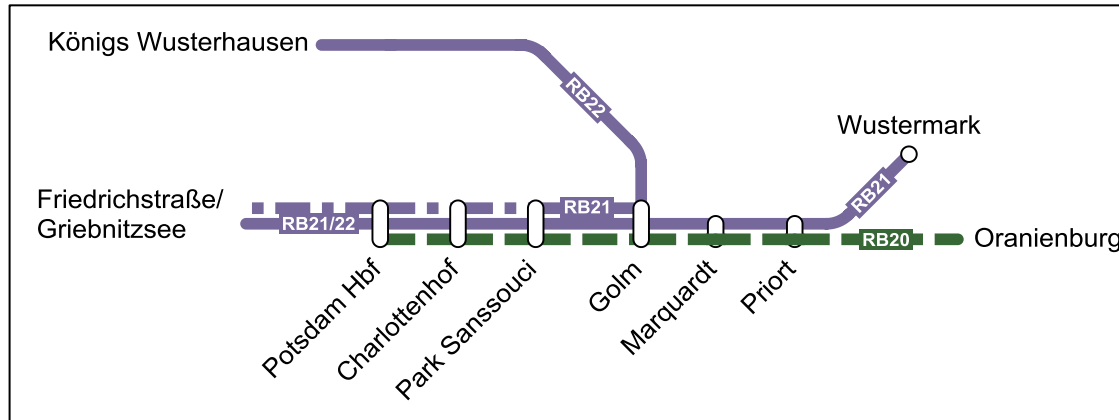 Königs Wusterhausen
RB22
Wustermark
RB21
Friedrichstraße/
Griebnitzsee
RB21
RB21/22
RB20
Oranienburg
Potsdam Hbf
Charlottenhof
Park Sanssouci
Golm
Marquardt
Priort